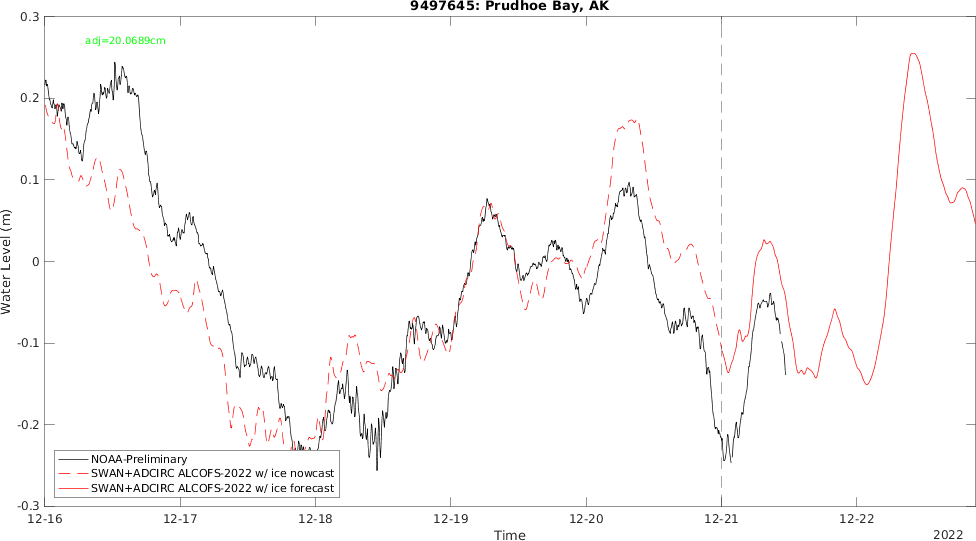 9497645: Prudhoe Bay, AK
adj=20.0689cm
0.3
0.2
0.1
0
-0.1
-0.2
-0.3
Water Level (m)
NOAA-Preliminary
SWAN+ADCIRC ALCOFS-2022 w/ ice nowcast
SWAN+ADCIRC ALCOFS-2022 w/ ice forecast
12-16 12-17 12-18 12-19 12-20 12-21 12-22
Time
2022